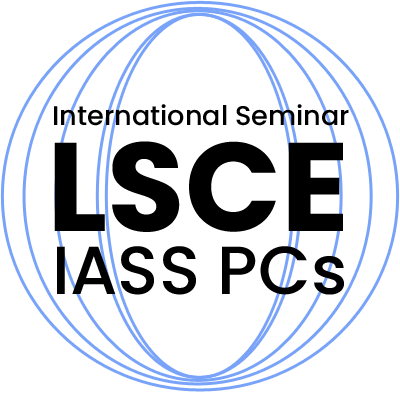 International Seminar
LSCE
IASS PCs